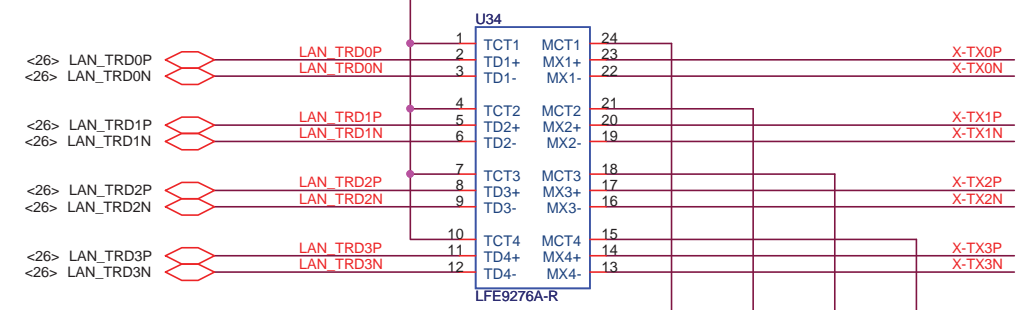 U34
1 TCT1 MCT1 24
<26> LAN_TRD0P LAN_TRD0P 2 TD1+ MX1+ 23 X-TX0P
<26> LAN_TRD0N LAN_TRD0N 3 TD1- MX1- 22 X-TX0N
4 TCT2 MCT2 21
<26> LAN_TRD1P LAN_TRD1P 5 TD2+ MX2+ 20 X-TX1P
<26> LAN_TRD1N LAN_TRD1N 6 TD2- MX2- 19 X-TX1N
7 TCT3 MCT3 18
<26> LAN_TRD2P LAN_TRD2P 8 TD3+ MX3+ 17 X-TX2P
<26> LAN_TRD2N LAN_TRD2N 9 TD3- MX3- 16 X-TX2N
10 TCT4 MCT4 15
<26> LAN_TRD3P LAN_TRD3P 11 TD4+ MX4+ 14 X-TX3P
<26> LAN_TRD3N LAN_TRD3N 12 TD4- MX4- 13 X-TX3N
LFE9276A-R